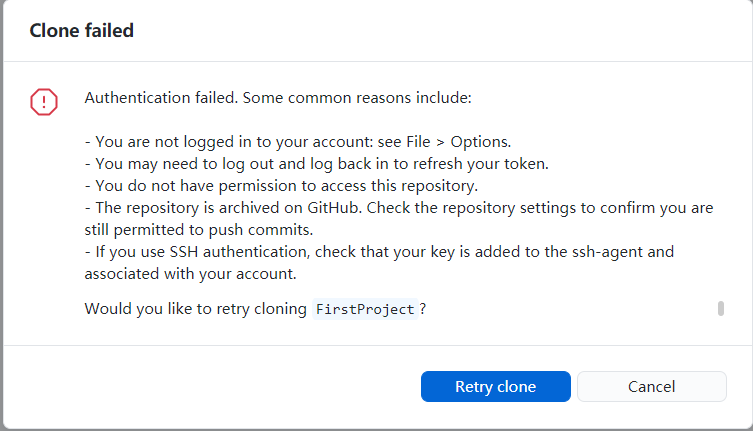 Clone failed
Authentication failed. Some common reasons include:
- You are not logged in to your account: see File > Options.
- You may need to log out and log back in to refresh your token.
- You do not have permission to access this repository.
- The repository is archived on GitHub. Check the repository settings to confirm you are
still permitted to push commits.
- If you use SSH authentication, check that your key is added to the ssh-agent and
associated with your account.
Would you like to retry cloning FirstProject?
Retry clone
Cancel